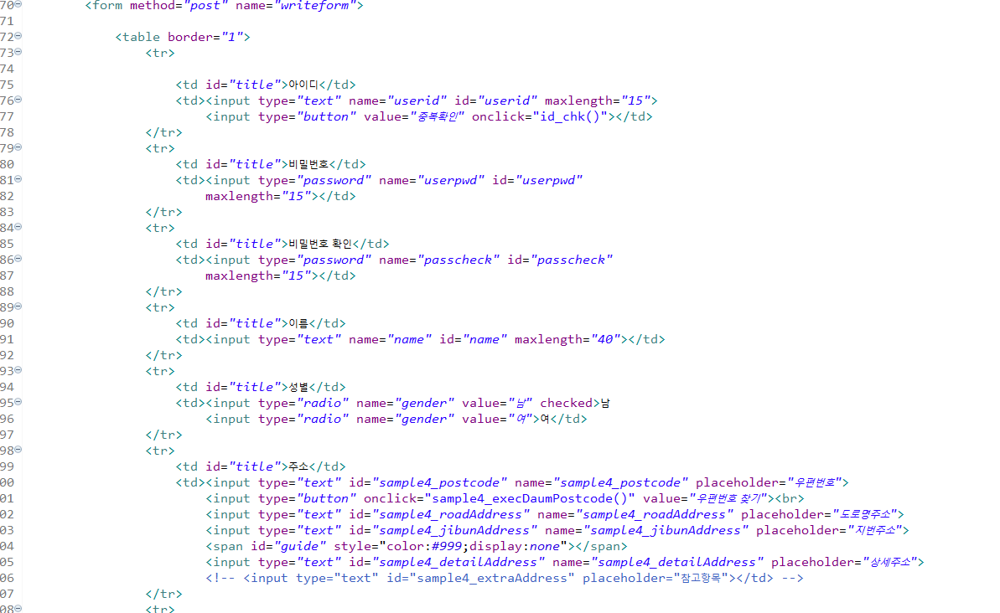 70 <form method="post" name="writeform">
71
72 <table border="1">
73 <tr>
74
75 <td id="title">아이디</td>
76 <td><input type="text" name="userid" id="userid" maxlength="15">
77 <input type="button" value="중복확인" onclick="id_chk()"></td>
78 </tr>
79 <tr>
80 <td id="title">비밀번호</td>
81 <td><input type="password" name="userpwd" id="userpwd"
82 maxlength="15"></td>
83 </tr>
84 <tr>
85 <td id="title">비밀번호 확인</td>
86 <td><input type="password" name="passcheck" id="passcheck"
87 maxlength="15"></td>
88 </tr>
89 <tr>
90 <td id="title">이름</td>
91 <td><input type="text" name="name" id="name" maxlength="40"></td>
92 </tr>
93 <tr>
94 <td id="title">성별</td>
95 <td><input type="radio" name="gender" value="남" checked>남
96 <input type="radio" name="gender" value="여">여</td>
97 </tr>
98 <tr>
99 <td id="title">주소</td>
00 <td><input type="text" id="sample4_postcode" name="sample4_postcode" placeholder="우편번호">
01 <input type="button" onclick="sample4_execDaumPostcode()" value="우편번호 찾기"><br>
02 <input type="text" id="sample4_roadAddress" name="sample4_roadAddress" placeholder="도로명주소">
03 <input type="text" id="sample4_jibunAddress" name="sample4_jibunAddress" placeholder="지번주소">
04 <span id="guide" style="color:#999;display:none"></span>
05 <input type="text" id="sample4_detailAddress" name="sample4_detailAddress" placeholder="상세주소">
06 <!-- <input type="text" id="sample4_extraAddress" placeholder="참고항목"></td> -->
07 </tr>
08 <tr>